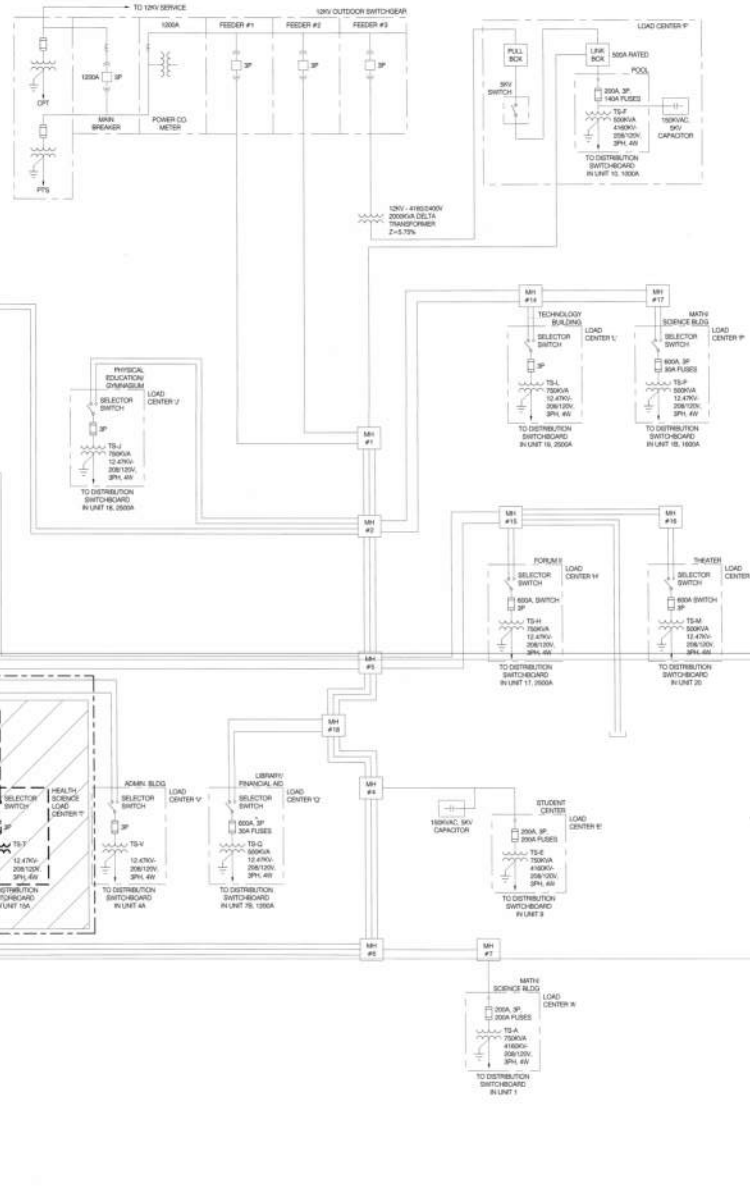 TO 12KV SERVICE
12KV OUTDOOR SWITCHGEAR
1200A
FEEDER #1
FEEDER #2
FEEDER #3
1200A
3P
3P
3P
3P
CPT
MAIN
BREAKER
POWER CO.
METER
PTS
LOAD CENTER 'F'
PULL
BOX
LINK
BOX
500A RATED
5KV
SWITCH
POOL
200A, 3P,
140A FUSES
TS-F
500KVA
4160KV-
208/120V,
3PH, 4W
150KVAC,
5KV
CAPACITOR
TO DISTRIBUTION
SWITCHBOARD
IN UNIT 10, 1000A
12KV - 4160/2400V
2000KVA DELTA
TRANSFORMER
Z=5.75%
MH
#14
MH
#17
TECHNOLOGY
BUILDING
LOAD
CENTER 'L'
SELECTOR
SWITCH
3P
TS-L
750KVA
12.47KV-
208/120V,
3PH, 4W
TO DISTRIBUTION
SWITCHBOARD
IN UNIT 19, 2500A
MATH/
SCIENCE BLDG
LOAD
CENTER 'P'
SELECTOR
SWITCH
600A, 3P
30A FUSES
TS-P
500KVA
12.47KV-
208/120V,
3PH, 4W
TO DISTRIBUTION
SWITCHBOARD
IN UNIT 1B, 1600A
PHYSICAL
EDUCATION/
GYMNASIUM
LOAD
CENTER 'J'
SELECTOR
SWITCH
3P
TS-J
750KVA
12.47KV-
208/120V,
3PH, 4W
TO DISTRIBUTION
SWITCHBOARD
IN UNIT 18, 2500A
MH
#1
MH
#2
MH
#15
MH
#16
FORUM II
LOAD
CENTER 'H'
SELECTOR
SWITCH
600A, SWITCH
3P
TS-H
750KVA
12.47KV-
208/120V,
3PH, 4W
TO DISTRIBUTION
SWITCHBOARD
IN UNIT 17, 2500A
THEATER
LOAD
CENTER
SELECTOR
SWITCH
600A SWITCH
3P
TS-M
500KVA
12.47KV-
208/120V,
3PH, 4W
TO DISTRIBUTION
SWITCHBOARD
IN UNIT 20
MH
#5
MH
#18
MH
#4
HEALTH
SCIENCE
LOAD
CENTER 'T'
SELECTOR
SWITCH
3P
TS-T
12.47KV-
208/120V,
3PH, 4W
UNIT 15A
ADMIN. BLDG
LOAD
CENTER 'V'
SELECTOR
SWITCH
3P
TS-V
12.47KV-
208/120V,
3PH, 4W
TO DISTRIBUTION
SWITCHBOARD
IN UNIT 4A
LIBRARY/
FINANCIAL AID
LOAD
CENTER 'Q'
SELECTOR
SWITCH
600A, 3P
30A FUSES
500KVA
12.47KV-
208/120V,
3PH, 4W
TO DISTRIBUTION
SWITCHBOARD
IN UNIT 7B, 1200A
150KVAC, 5KV
CAPACITOR
STUDENT
CENTER
LOAD
CENTER 'E'
200A, 3P,
200A FUSES
TS-E
750KVA
4160KV-
208/120V,
3PH, 4W
TO DISTRIBUTION
SWITCHBOARD
IN UNIT 9
MH
#6
MH
#7
MATH/
SCIENCE BLDG
LOAD
CENTER 'A'
200A, 3P,
200A FUSES
TS-A
750KVA
4160KV-
208/120V,
3PH, 4W
TO DISTRIBUTION
SWITCHBOARD
IN UNIT 1